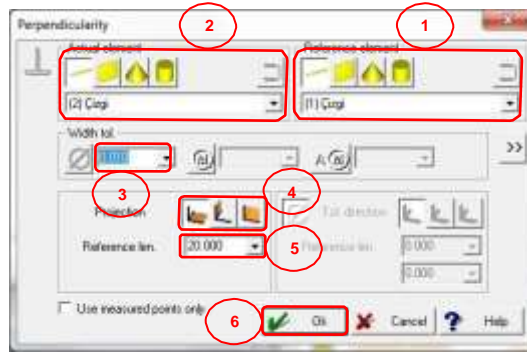 Perpendicularity
2
1
Actual element
Reference element
(2) Çizgi
(1) Çizgi
Width tol.
>>
3
4
Projection
Tol. direction
Reference len.
20.000
5
Reference len.
0.000
0.000
Use measured points only
6
Ok
Cancel
?
Help